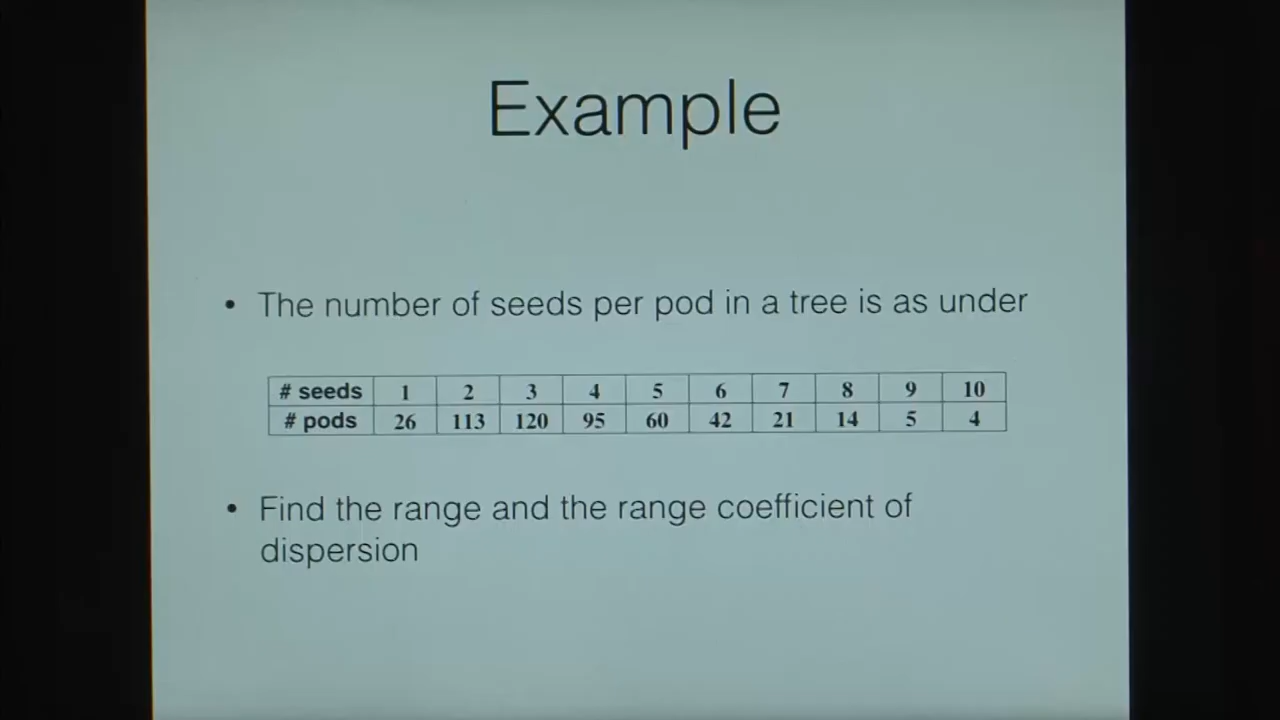 Example
• The number of seeds per pod in a tree is as under
# seeds 1 2 3 4 5 6 7 8 9 10
# pods 26 113 120 95 60 42 21 14 5 4
• Find the range and the range coefficient of
dispersion